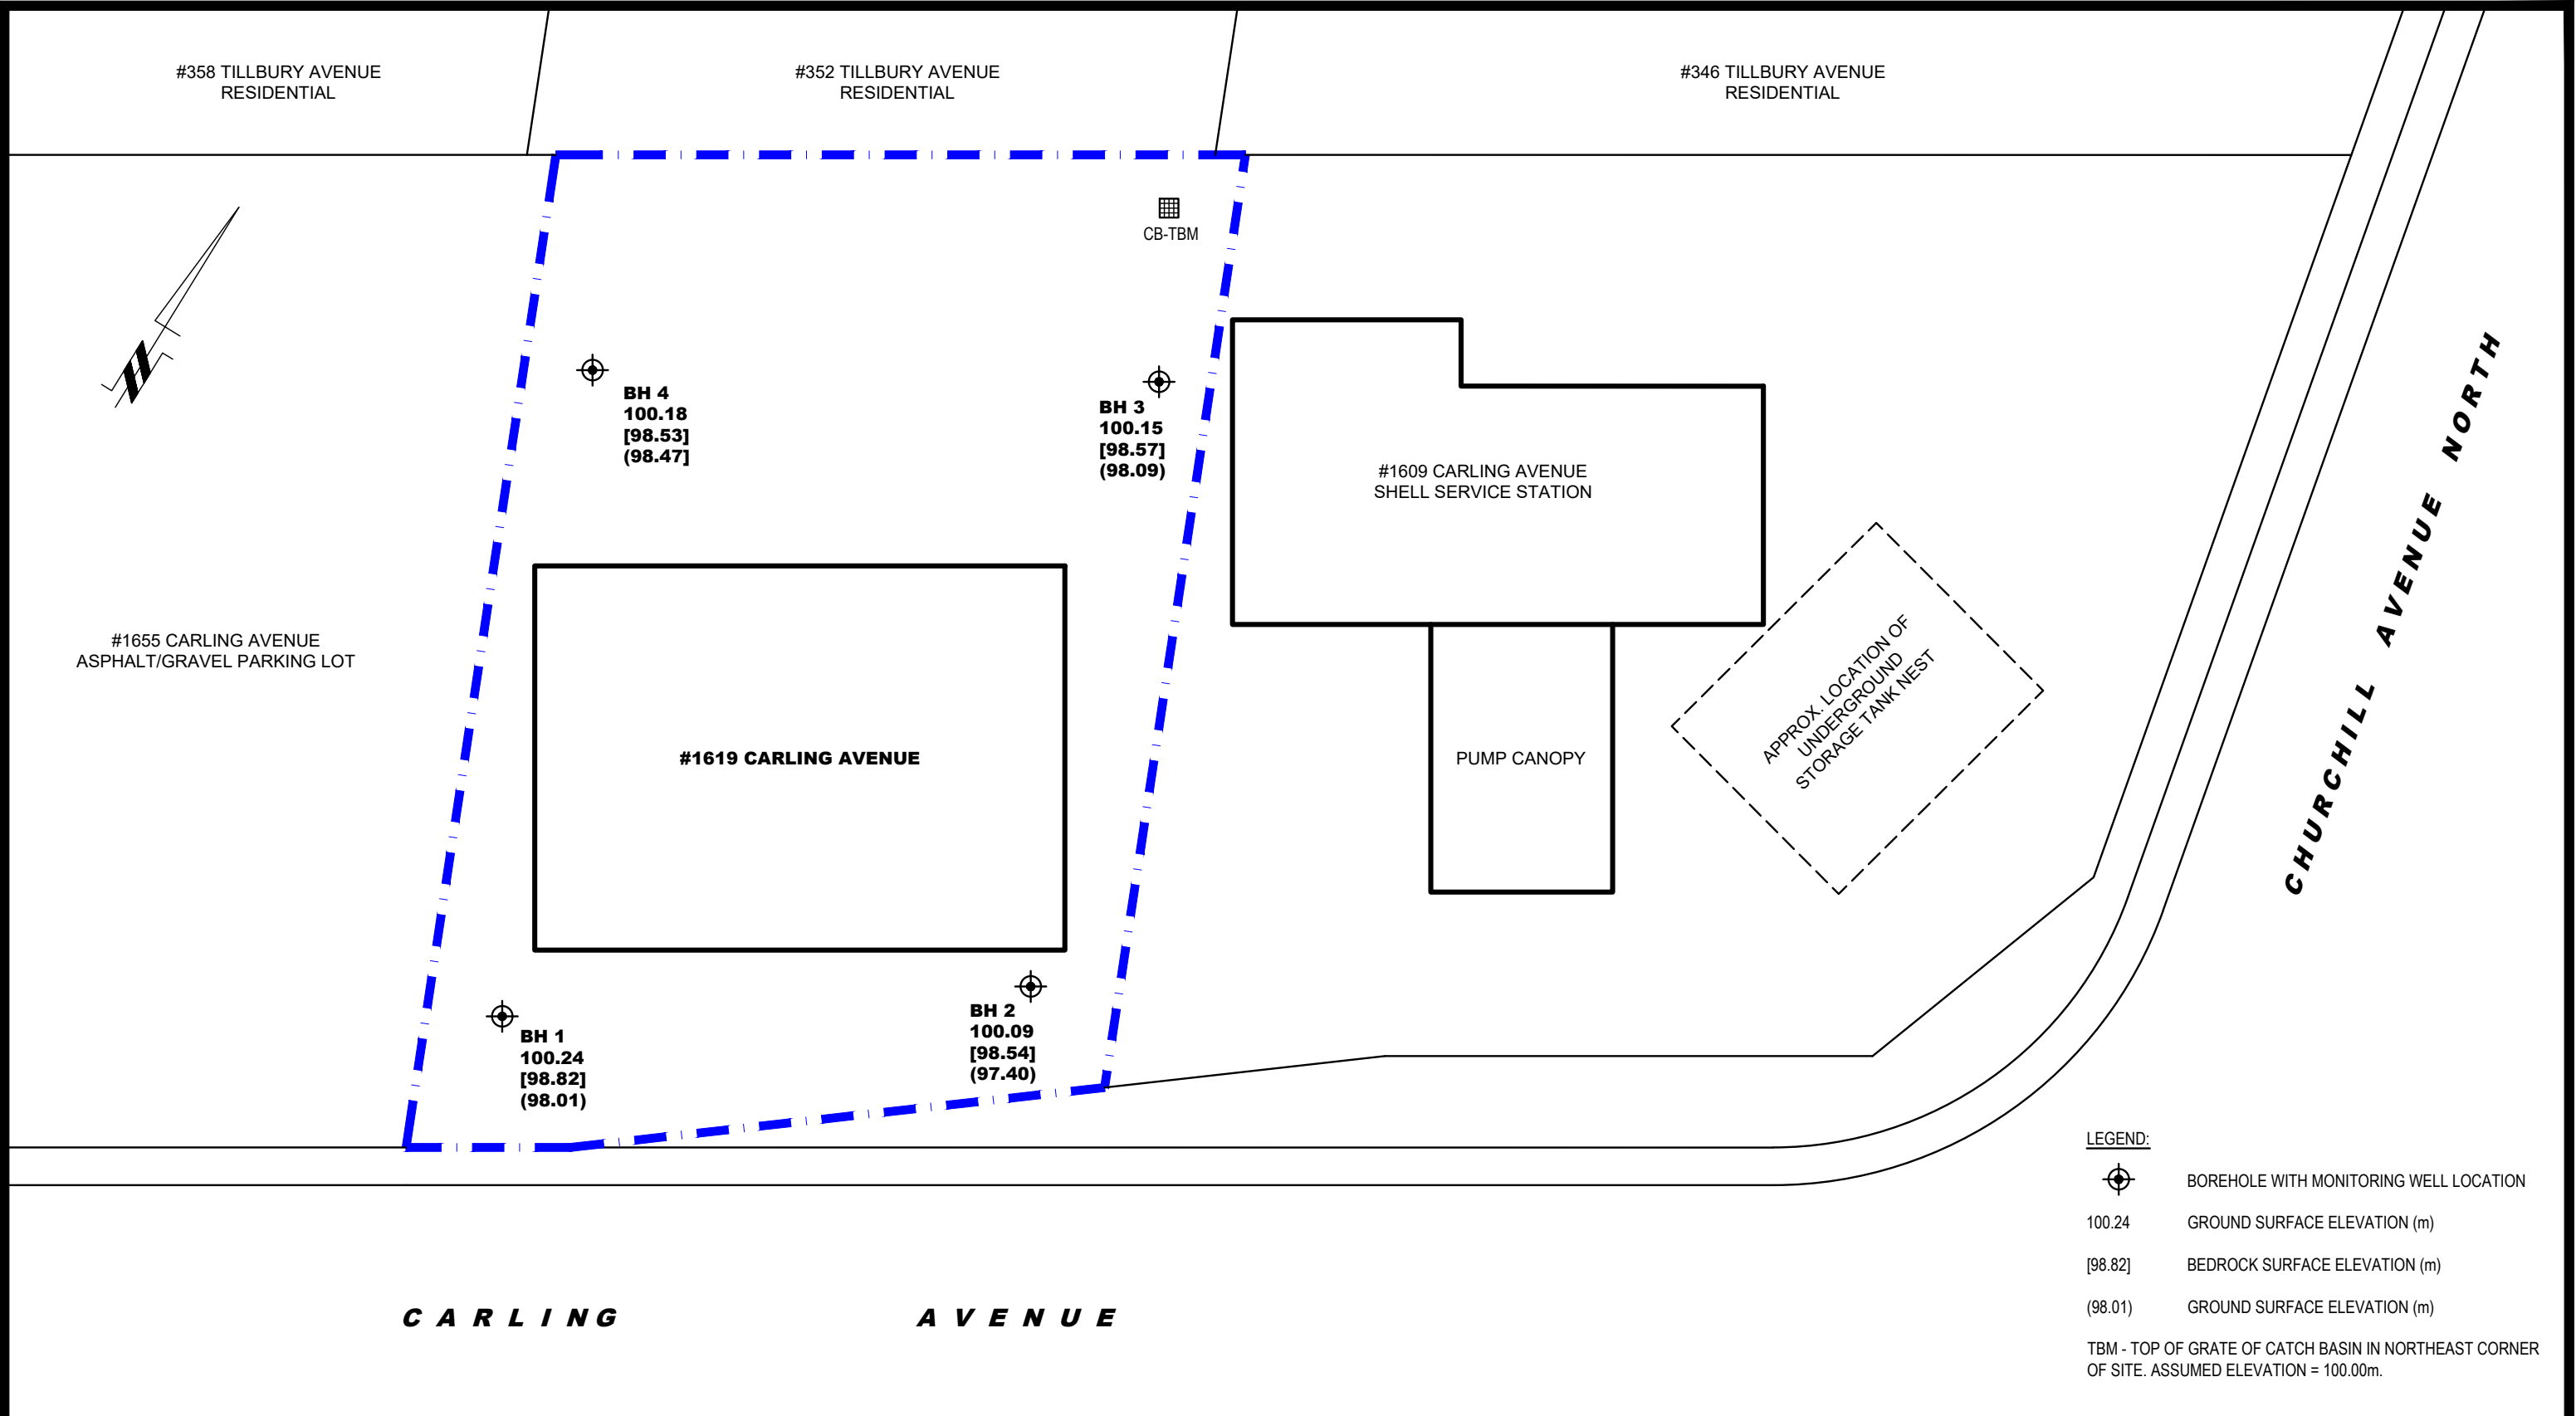 #358 TILLBURY AVENUE
RESIDENTIAL
#352 TILLBURY AVENUE
RESIDENTIAL
#346 TILLBURY AVENUE
RESIDENTIAL
CB-TBM
N
BH 4
100.18
[98.53]
(98.47]
BH 3
100.15
[98.57]
(98.09)
#1609 CARLING AVENUE
SHELL SERVICE STATION
CHURCHILL AVENUE NORTH
#1655 CARLING AVENUE
ASPHALT/GRAVEL PARKING LOT
#1619 CARLING AVENUE
PUMP CANOPY
APPROX. LOCATION OF
UNDERGROUND
STORAGE TANK NEST
BH 1
100.24
[98.82]
(98.01)
BH 2
100.09
[98.54]
(97.40)
CARLING AVENUE
LEGEND:
BOREHOLE WITH MONITORING WELL LOCATION
100.24 GROUND SURFACE ELEVATION (m)
[98.82] BEDROCK SURFACE ELEVATION (m)
(98.01) GROUND SURFACE ELEVATION (m)
TBM - TOP OF GRATE OF CATCH BASIN IN NORTHEAST CORNER
OF SITE. ASSUMED ELEVATION = 100.00m.